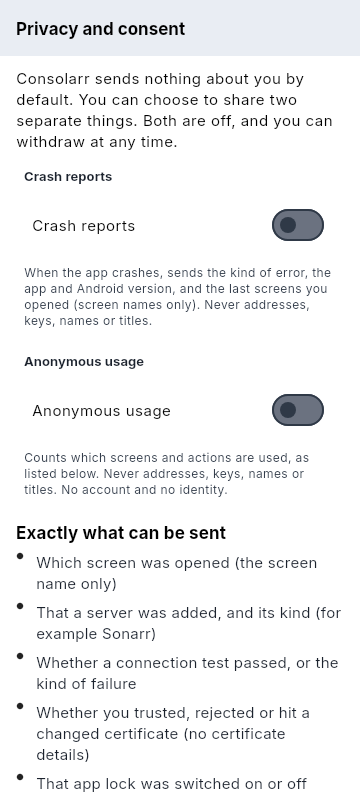 Privacy and consent
Consolarr sends nothing about you by
default. You can choose to share two
separate things. Both are off, and you can
withdraw at any time.
Crash reports
Crash reports
When the app crashes, sends the kind of error, the
app and Android version, and the last screens you
opened (screen names only). Never addresses,
keys, names or titles.
Anonymous usage
Anonymous usage
Counts which screens and actions are used, as
listed below. Never addresses, keys, names or
titles. No account and no identity.
Exactly what can be sent
• Which screen was opened (the screen
name only)
• That a server was added, and its kind (for
example Sonarr)
• Whether a connection test passed, or the
kind of failure
• Whether you trusted, rejected or hit a
changed certificate (no certificate
details)
• That app lock was switched on or off